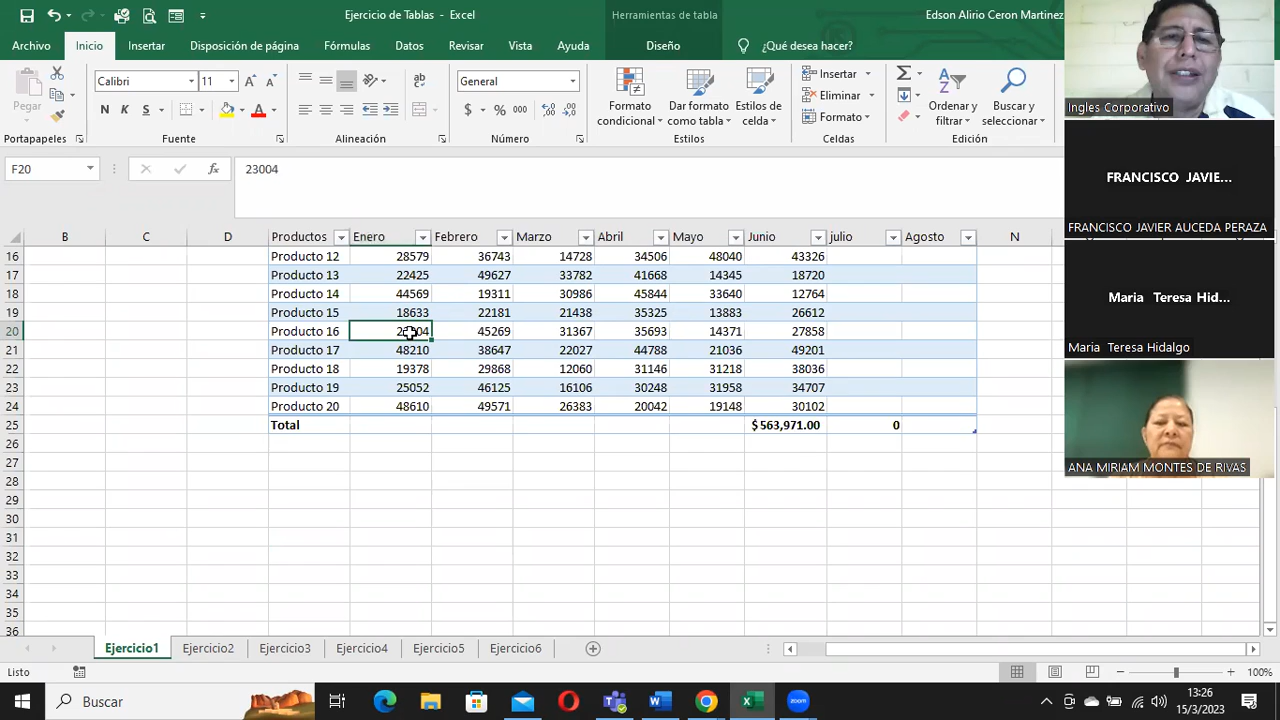 Ejercicio de Tablas - Excel
Herramientas de tabla
Edson Alirio Ceron Martinez
Archivo Inicio Insertar Disposición de página Fórmulas Datos Revisar Vista Ayuda Diseño ¿Qué desea hacer?
Pegar
Calibri 11
N K S A A
General
$ % 000
Formato condicional
Dar formato como tabla
Estilos de celda
Insertar
Eliminar
Formato
Ordenar y filtrar
Buscar y seleccionar
Portapapeles Fuente Alineación Número Estilos Celdas Edición
F20 fx 23004
B C D Productos Enero Febrero Marzo Abril Mayo Junio julio Agosto N
16 Producto 12 28579 36743 14728 34506 48040 43326
17 Producto 13 22425 49627 33782 41668 14345 18720
18 Producto 14 44569 19311 30986 45844 33640 12764
19 Producto 15 18633 22181 21438 35325 13883 26612
20 Producto 16 23004 45269 31367 35693 14371 27858
21 Producto 17 48210 38647 22027 44788 21036 49201
22 Producto 18 19378 29868 12060 31146 31218 38036
23 Producto 19 25052 46125 16106 30248 31958 34707
24 Producto 20 48610 49571 26383 20042 19148 30102
25 Total $ 563,971.00 0
26
27
28
29
30
31
32
33
34
35
36
Ejercicio1 Ejercicio2 Ejercicio3 Ejercicio4 Ejercicio5 Ejercicio6
Listo
100%
Buscar
13:26
15/3/2023
Ingles Corporativo
FRANCISCO JAVIE...
FRANCISCO JAVIER AUCEDA PERAZA
Maria Teresa Hid...
Maria Teresa Hidalgo
ANA MIRIAM MONTES DE RIVAS